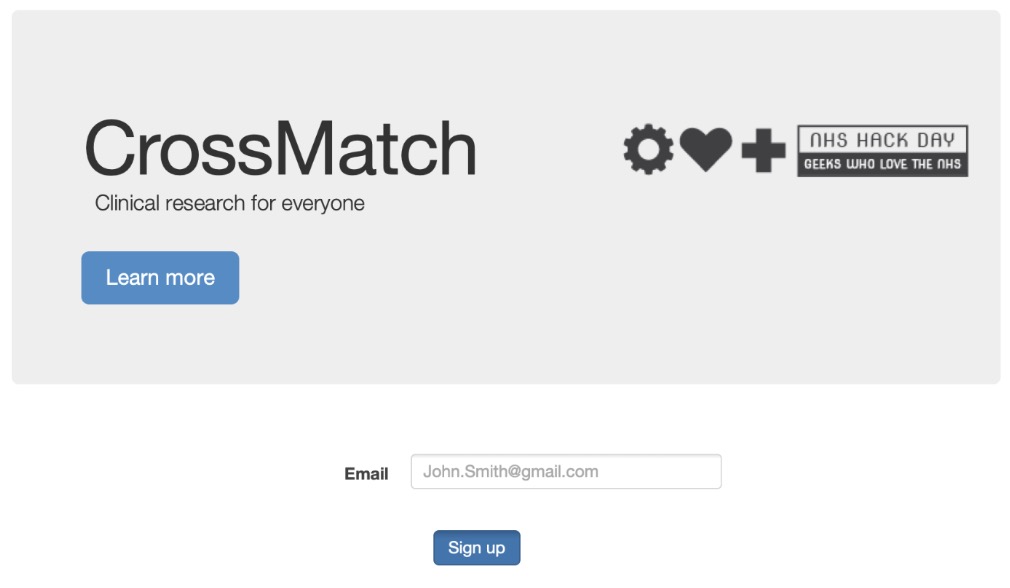 CrossMatch
Clinical research for everyone
NHS HACK DAY
GEEKS WHO LOVE THE NHS
Learn more
Email
John.Smith@gmail.com
Sign up